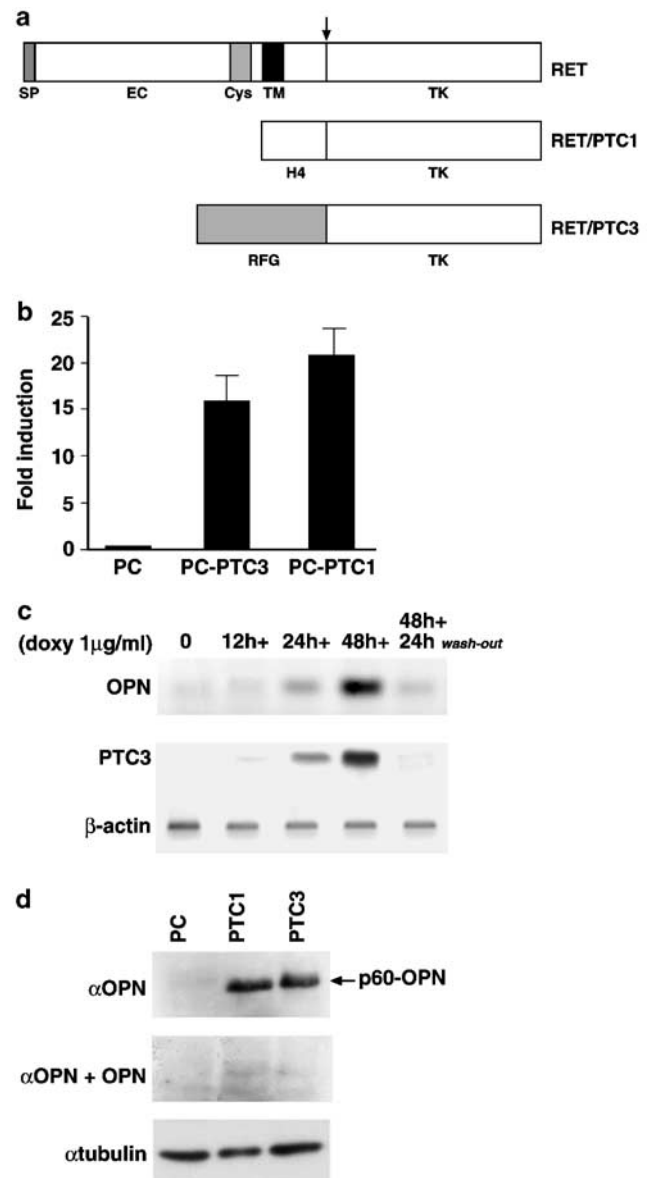 a
RET
SP EC Cys TM TK
RET/PTC1
H4 TK
RET/PTC3
RFG TK
b
Fold induction
25
20
15
10
5
0
PC PC-PTC3 PC-PTC1
c
(doxy 1μg/ml) 0 12h+ 24h+ 48h+ 48h+ 24h wash-out
OPN
PTC3
β-actin
d
PC PTC1 PTC3
αOPN p60-OPN
αOPN + OPN
αtubulin